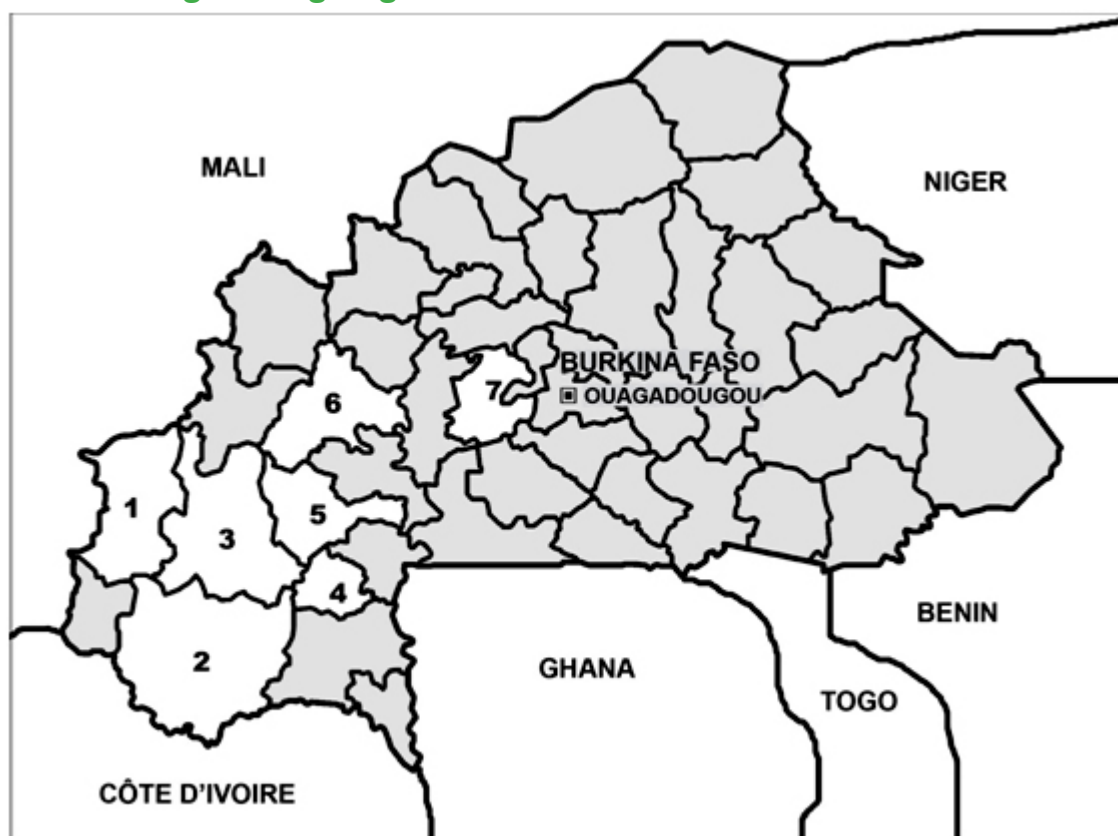 MALI
NIGER
BURKINA FASO
OUAGADOUGOU
7
6
1
5
3
4
2
BENIN
GHANA
TOGO
CÔTE D'IVOIRE